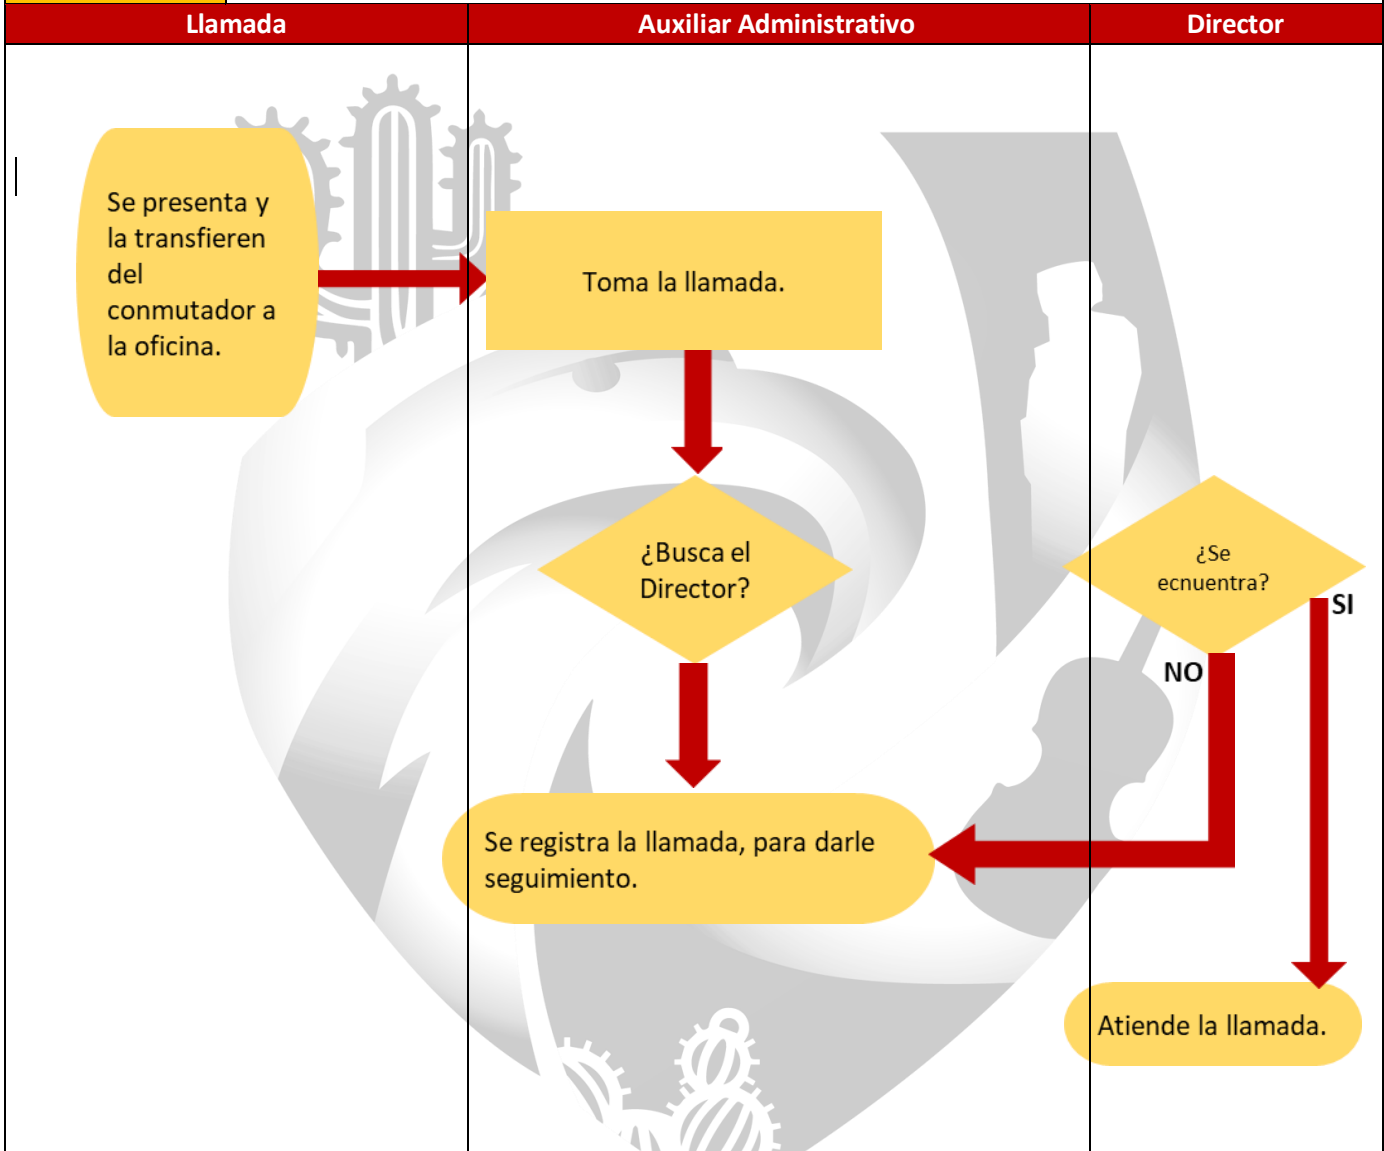 Llamada
Auxiliar Administrativo
Director
Se presenta y
la transfieren
del
conmutador a
la oficina.
Toma la llamada.
¿Busca el
Director?
¿Se
ecnuentra?
SI
NO
Se registra la llamada, para darle
seguimiento.
Atiende la llamada.